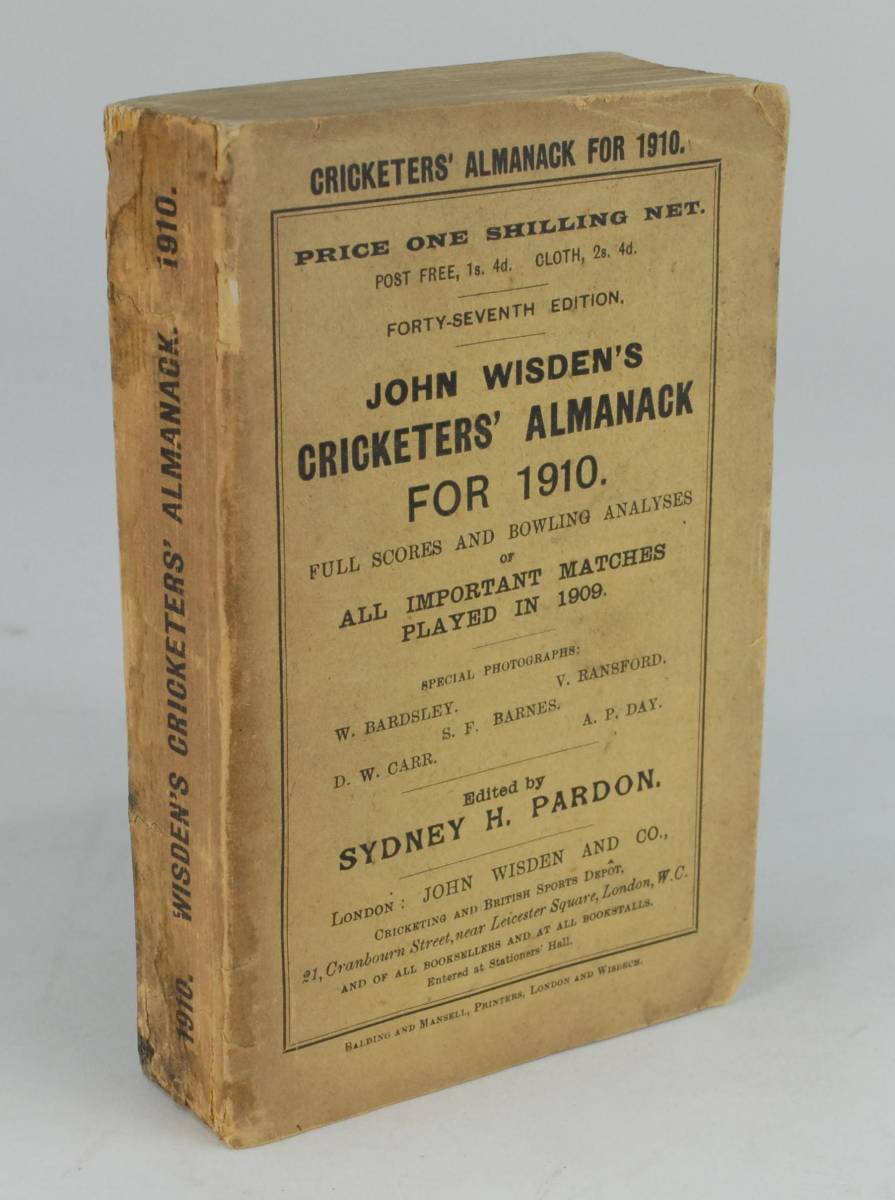 1910. WISDEN'S CRICKETERS' ALMANACK. 1910.
CRICKETERS' ALMANACK FOR 1910.
PRICE ONE SHILLING NET.
POST FREE, 1s. 4d. CLOTH, 2s. 4d.
FORTY-SEVENTH EDITION.
JOHN WISDEN'S
CRICKETERS' ALMANACK
FOR 1910.
FULL SCORES AND BOWLING ANALYSES
OF
ALL IMPORTANT MATCHES
PLAYED IN 1909.
SPECIAL PHOTOGRAPHS:
W. BARDSLEY. V. RANSFORD.
S. F. BARNES.
D. W. CARR. A. P. DAY.
Edited by
SYDNEY H. PARDON.
LONDON: JOHN WISDEN AND CO.,
CRICKETING AND BRITISH SPORTS DEPÔT,
21, Cranbourn Street, near Leicester Square, London, W.C.
AND OF ALL BOOKSELLERS AND AT ALL BOOKSTALLS.
Entered at Stationers' Hall.
BALDING AND MANSELL, PRINTERS, LONDON AND WISBECH.